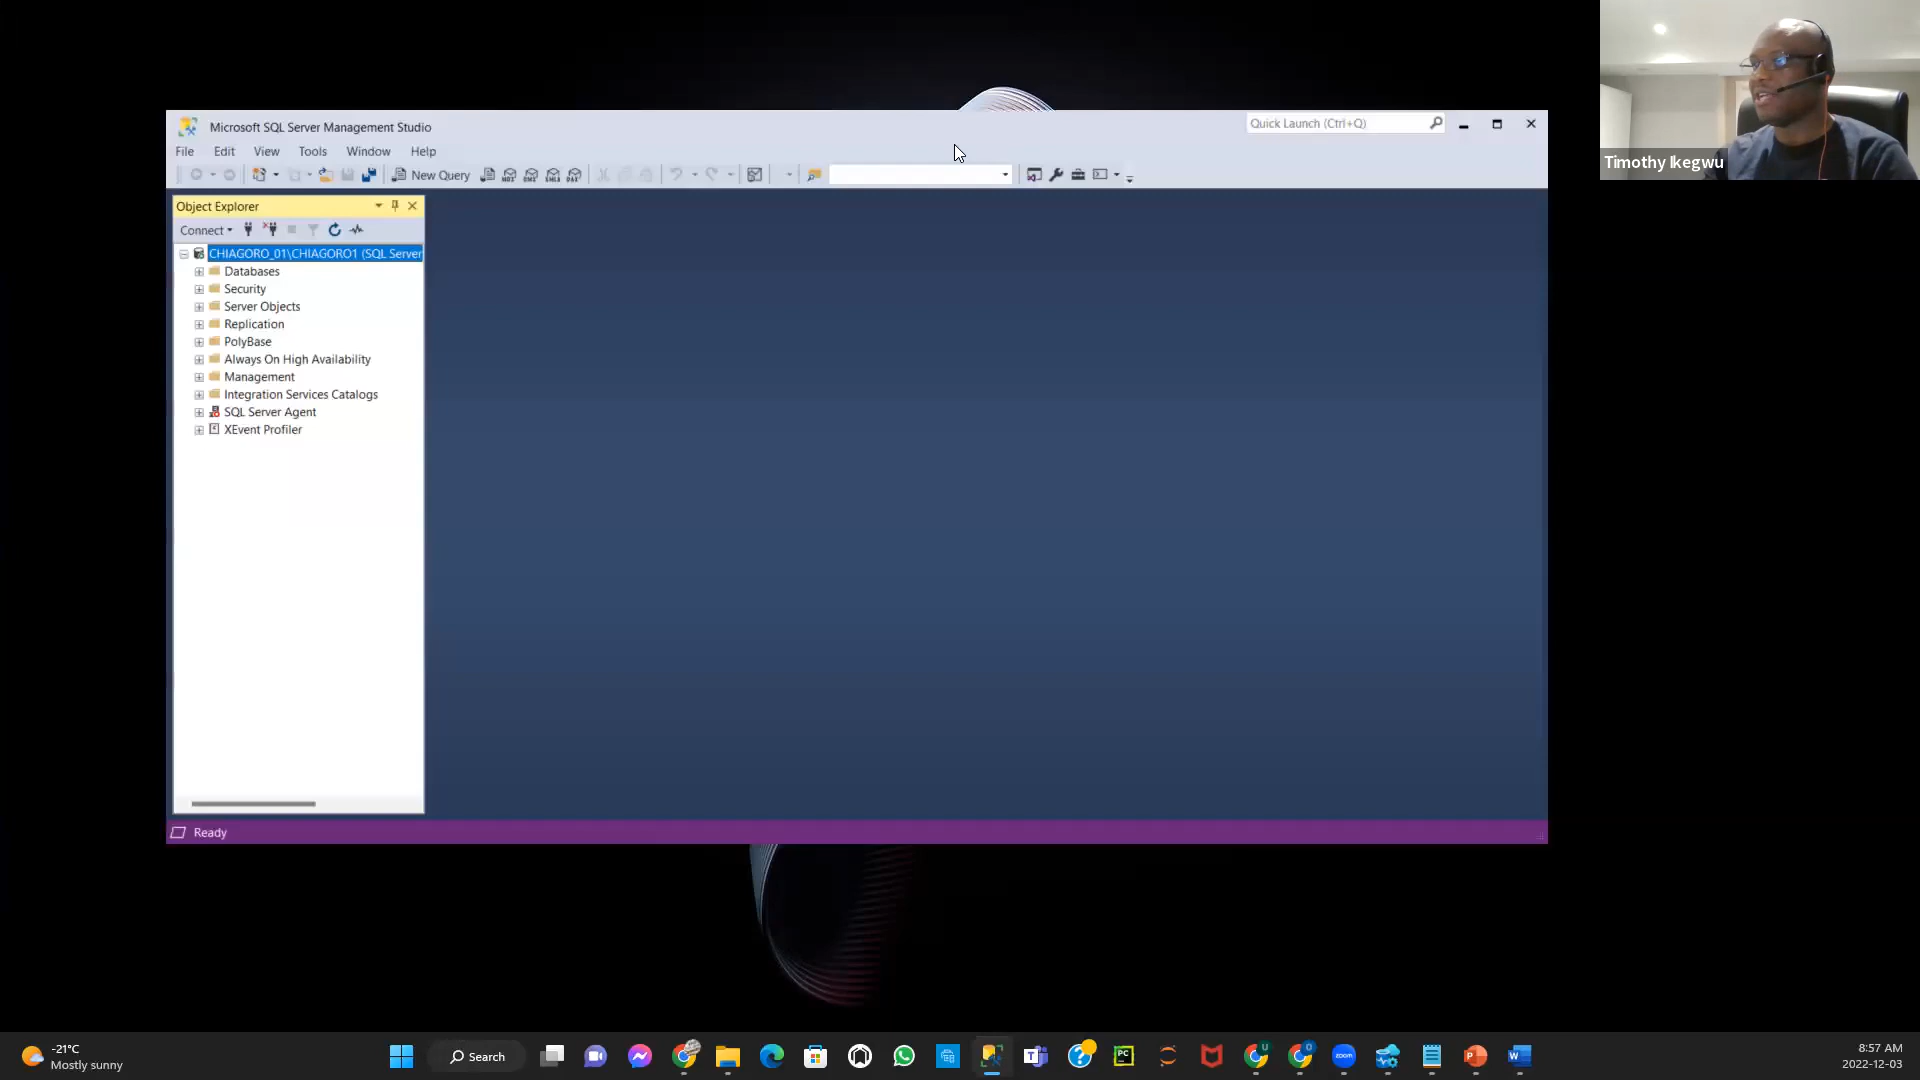 Microsoft SQL Server Management Studio
Quick Launch (Ctrl+Q)
File Edit View Tools Window Help
New Query
Object Explorer
Connect
CHIAGORO_01\CHIAGORO1 (SQL Server
Databases
Security
Server Objects
Replication
PolyBase
Always On High Availability
Management
Integration Services Catalogs
SQL Server Agent
XEvent Profiler
Ready
Timothy Ikegwu
-21°C
Mostly sunny
Search
zoom
8:57 AM
2022-12-03